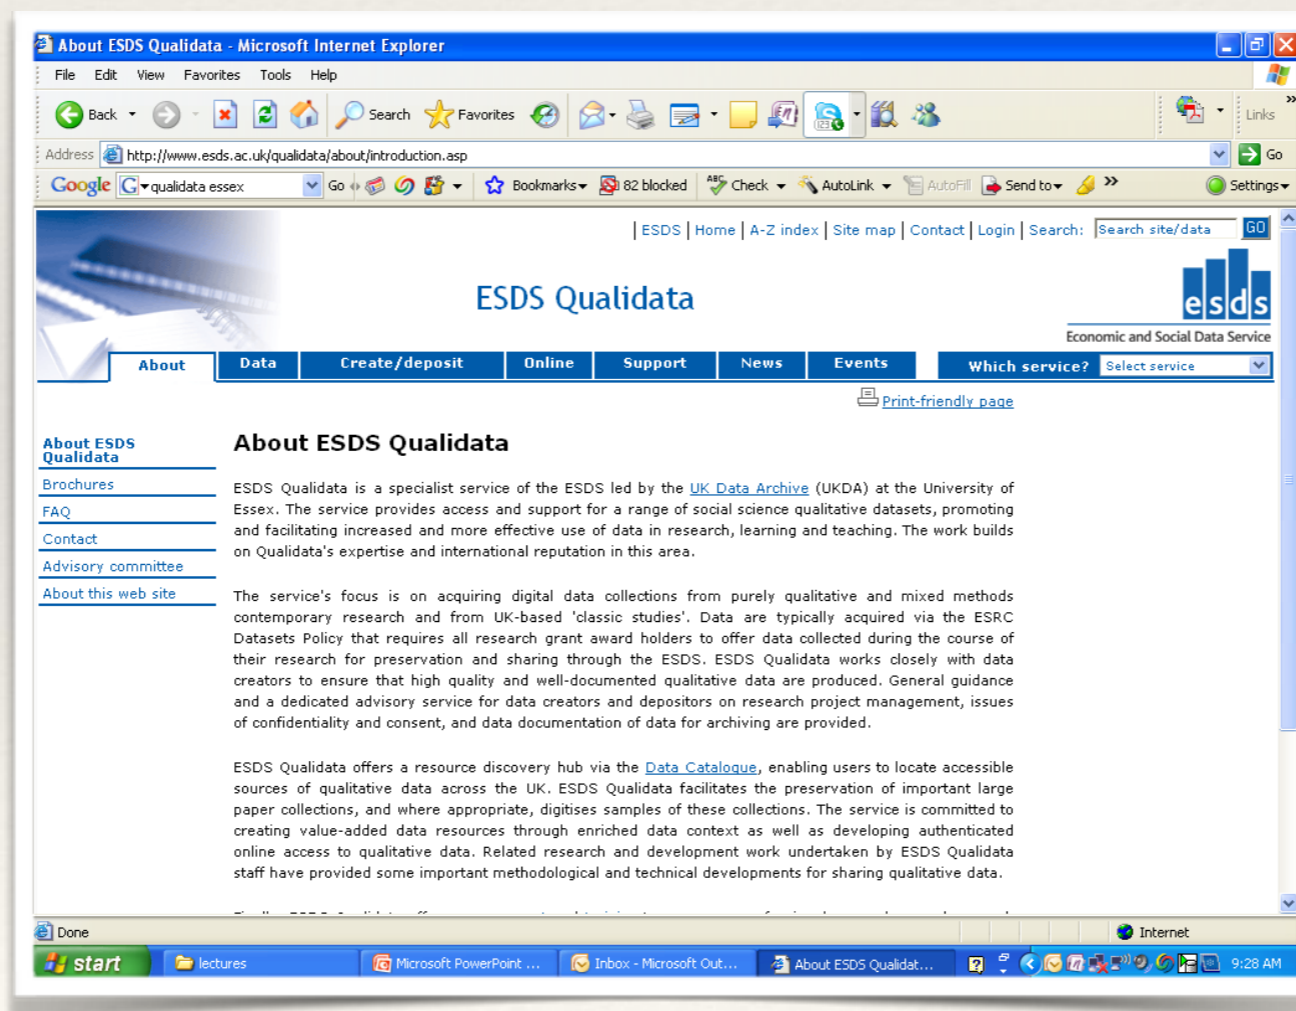 About ESDS Qualidata - Microsoft Internet Explorer
File Edit View Favorites Tools Help
Back Search Favorites Links
Address http://www.esds.ac.uk/qualidata/about/introduction.asp Go
Google G qualidata essex Go Bookmarks 82 blocked ABC Check AutoLink AutoFill Send to Settings
| ESDS | Home | A-Z index | Site map | Contact | Login | Search: Search site/data GO
ESDS Qualidata
esds
Economic and Social Data Service
About Data Create/deposit Online Support News Events Which service? Select service
Print-friendly page
About ESDS
Qualidata
Brochures
FAQ
Contact
Advisory committee
About this web site
About ESDS Qualidata
ESDS Qualidata is a specialist service of the ESDS led by the UK Data Archive (UKDA) at the University of
Essex. The service provides access and support for a range of social science qualitative datasets, promoting
and facilitating increased and more effective use of data in research, learning and teaching. The work builds
on Qualidata's expertise and international reputation in this area.
The service's focus is on acquiring digital data collections from purely qualitative and mixed methods
contemporary research and from UK-based 'classic studies'. Data are typically acquired via the ESRC
Datasets Policy that requires all research grant award holders to offer data collected during the course of
their research for preservation and sharing through the ESDS. ESDS Qualidata works closely with data
creators to ensure that high quality and well-documented qualitative data are produced. General guidance
and a dedicated advisory service for data creators and depositors on research project management, issues
of confidentiality and consent, and data documentation of data for archiving are provided.
ESDS Qualidata offers a resource discovery hub via the Data Catalogue, enabling users to locate accessible
sources of qualitative data across the UK. ESDS Qualidata facilitates the preservation of important large
paper collections, and where appropriate, digitises samples of these collections. The service is committed to
creating value-added data resources through enriched data context as well as developing authenticated
online access to qualitative data. Related research and development work undertaken by ESDS Qualidata
staff have provided some important methodological and technical developments for sharing qualitative data.
Done Internet
start lectures Microsoft PowerPoint ... Inbox - Microsoft Out... About ESDS Qualidat... 9:28 AM